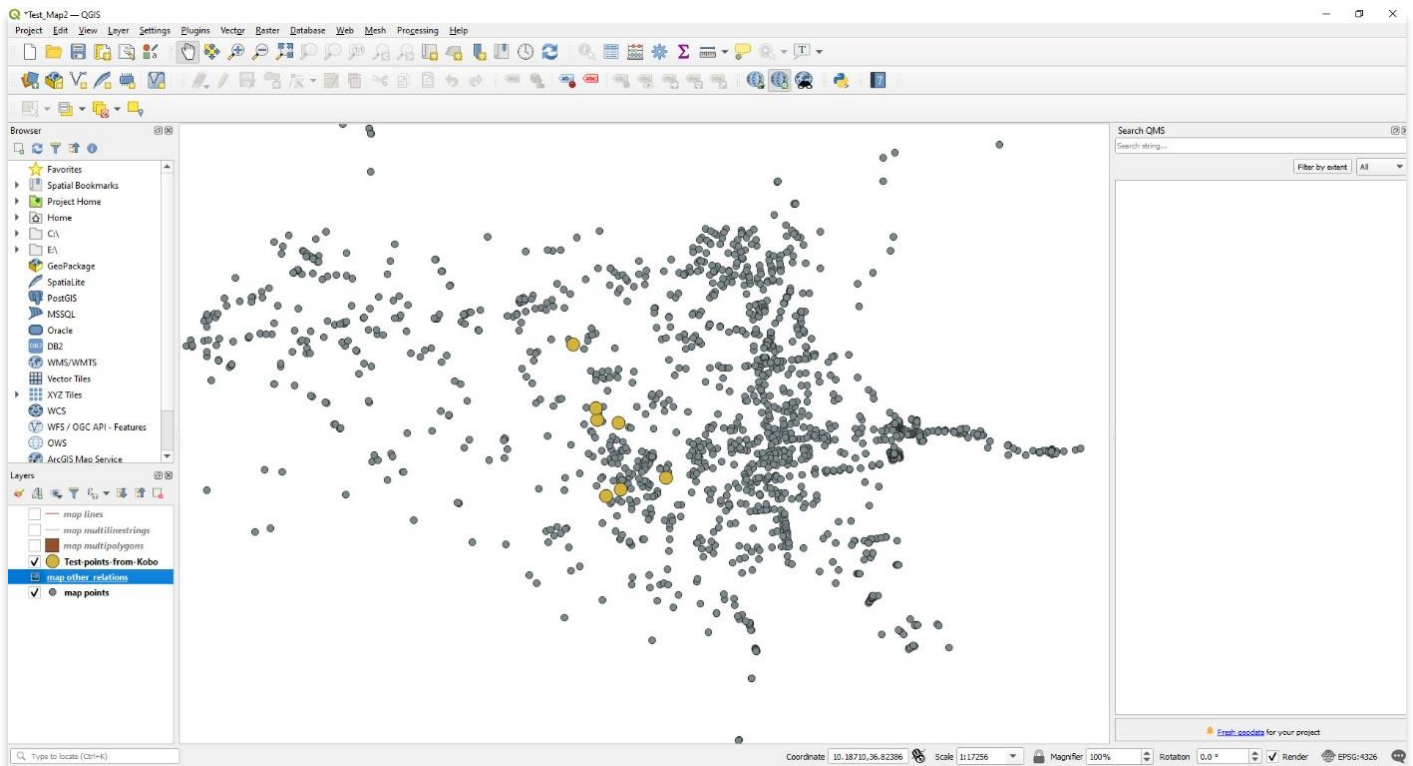 *Test_Map2 — QGIS
Project Edit View Layer Settings Plugins Vector Raster Database Web Mesh Processing Help
Browser
Favorites
Spatial Bookmarks
Project Home
Home
C:\
E:\
GeoPackage
SpatiaLite
PostGIS
MSSQL
Oracle
DB2
WMS/WMTS
Vector Tiles
XYZ Tiles
WCS
WFS / OGC API - Features
OWS
ArcGIS Map Service
Layers
map lines
map multilinestrings
map multipolygons
Test-points-from-Kobo
map other_relations
map points
Search QMS
Search string...
Filter by extent All
Fresh geodata for your project
Type to locate (Ctrl+K) Coordinate 10.18710,36.82386 Scale 1:17256 Magnifier 100% Rotation 0.0 ° Render EPSG:4326